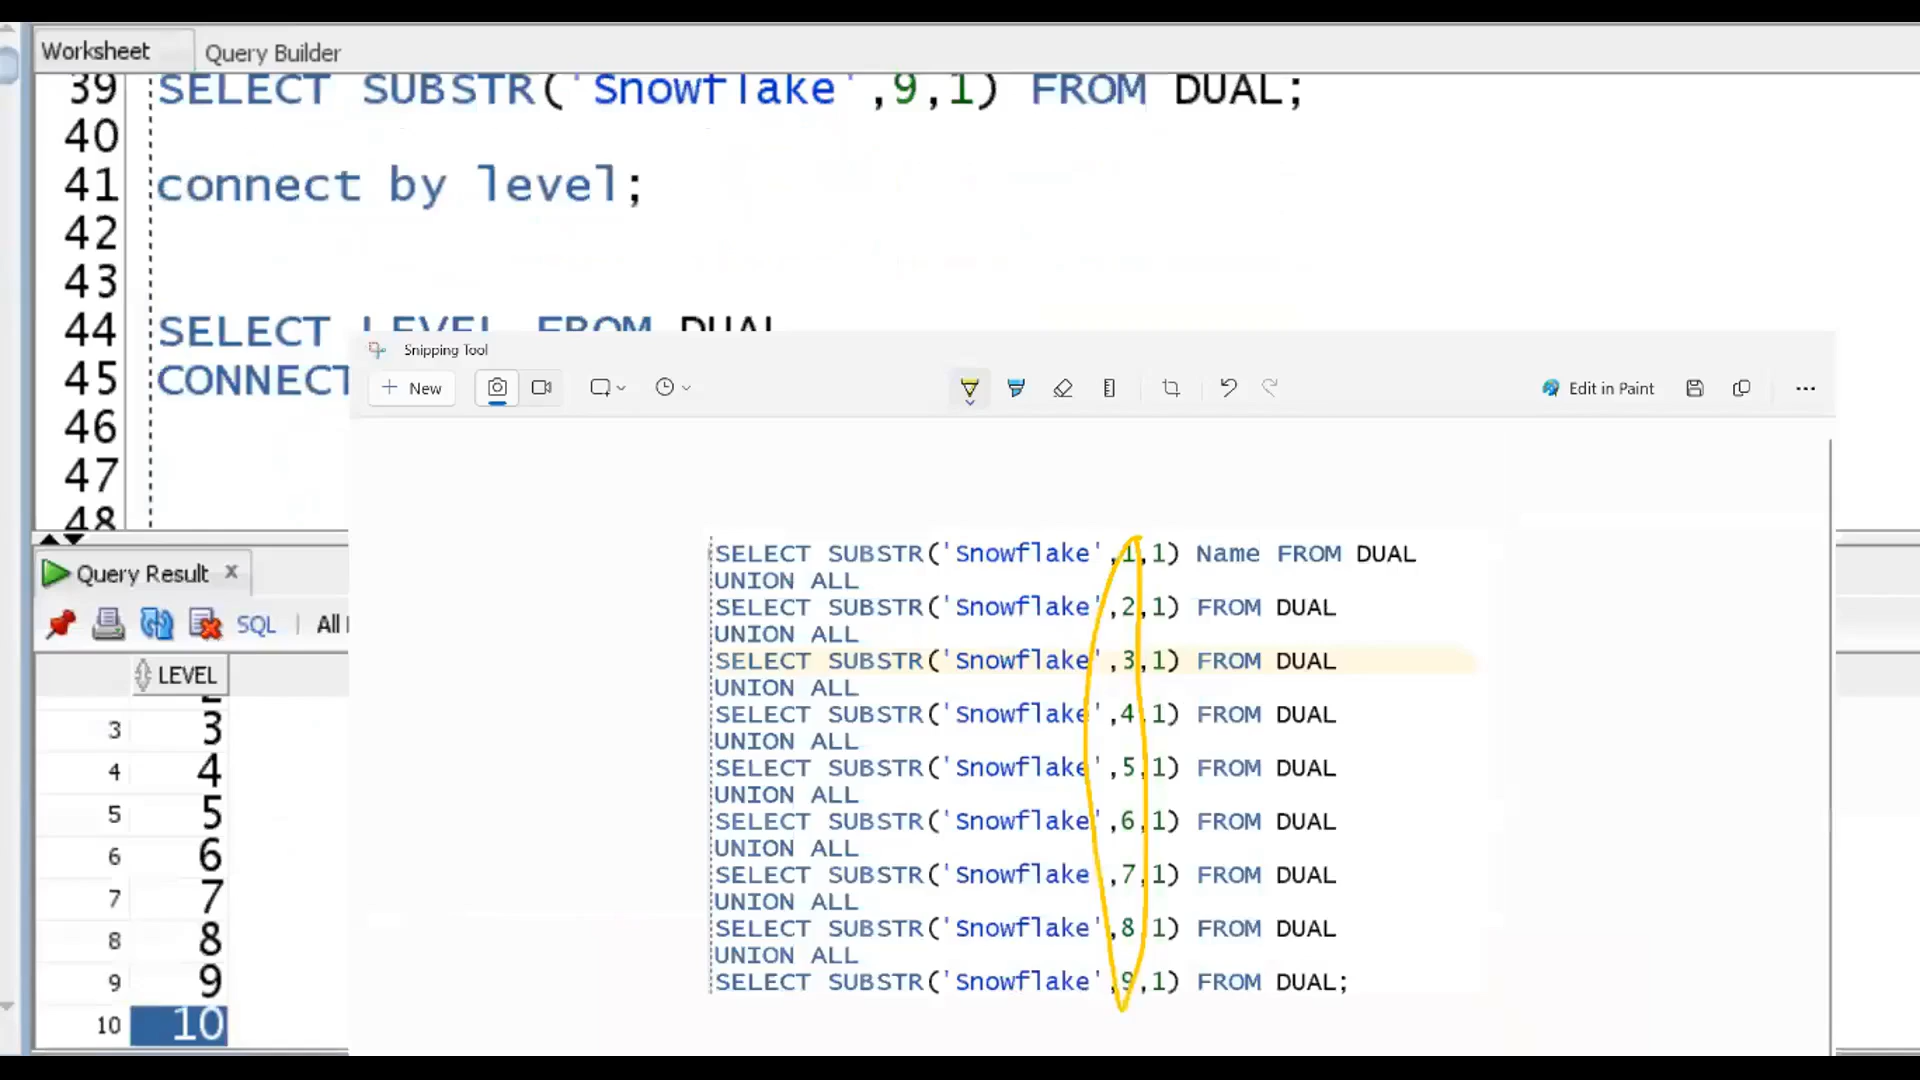 Worksheet
Query Builder
39 SELECT SUBSTR('Snowflake',9,1) FROM DUAL;
40
41 connect by level;
42
43
44 SELECT LEVEL FROM DUAL
45 CONNECT
46
47
48
Snipping Tool
New
Edit in Paint
SELECT SUBSTR('Snowflake',1,1) Name FROM DUAL
UNION ALL
SELECT SUBSTR('Snowflake',2,1) FROM DUAL
UNION ALL
SELECT SUBSTR('Snowflake',3,1) FROM DUAL
UNION ALL
SELECT SUBSTR('Snowflake',4,1) FROM DUAL
UNION ALL
SELECT SUBSTR('Snowflake',5,1) FROM DUAL
UNION ALL
SELECT SUBSTR('Snowflake',6,1) FROM DUAL
UNION ALL
SELECT SUBSTR('Snowflake',7,1) FROM DUAL
UNION ALL
SELECT SUBSTR('Snowflake',8,1) FROM DUAL
UNION ALL
SELECT SUBSTR('Snowflake',9,1) FROM DUAL;
Query Result
SQL | All
LEVEL
3 3
4 4
5 5
6 6
7 7
8 8
9 9
10 10